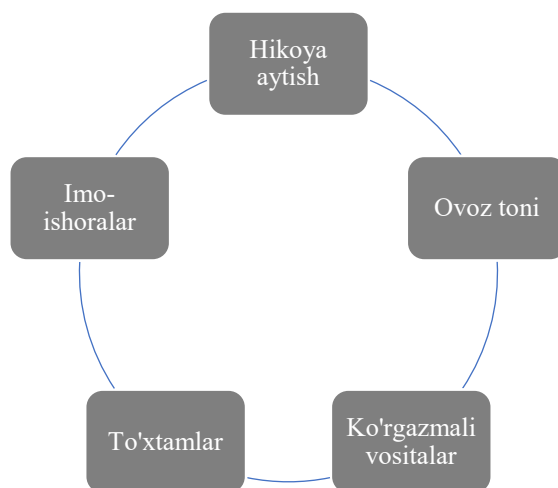 Hikoya
aytish
Ovoz toni
Ko'rgazmali
vositalar
To'xtamlar
Imo-
ishoralar